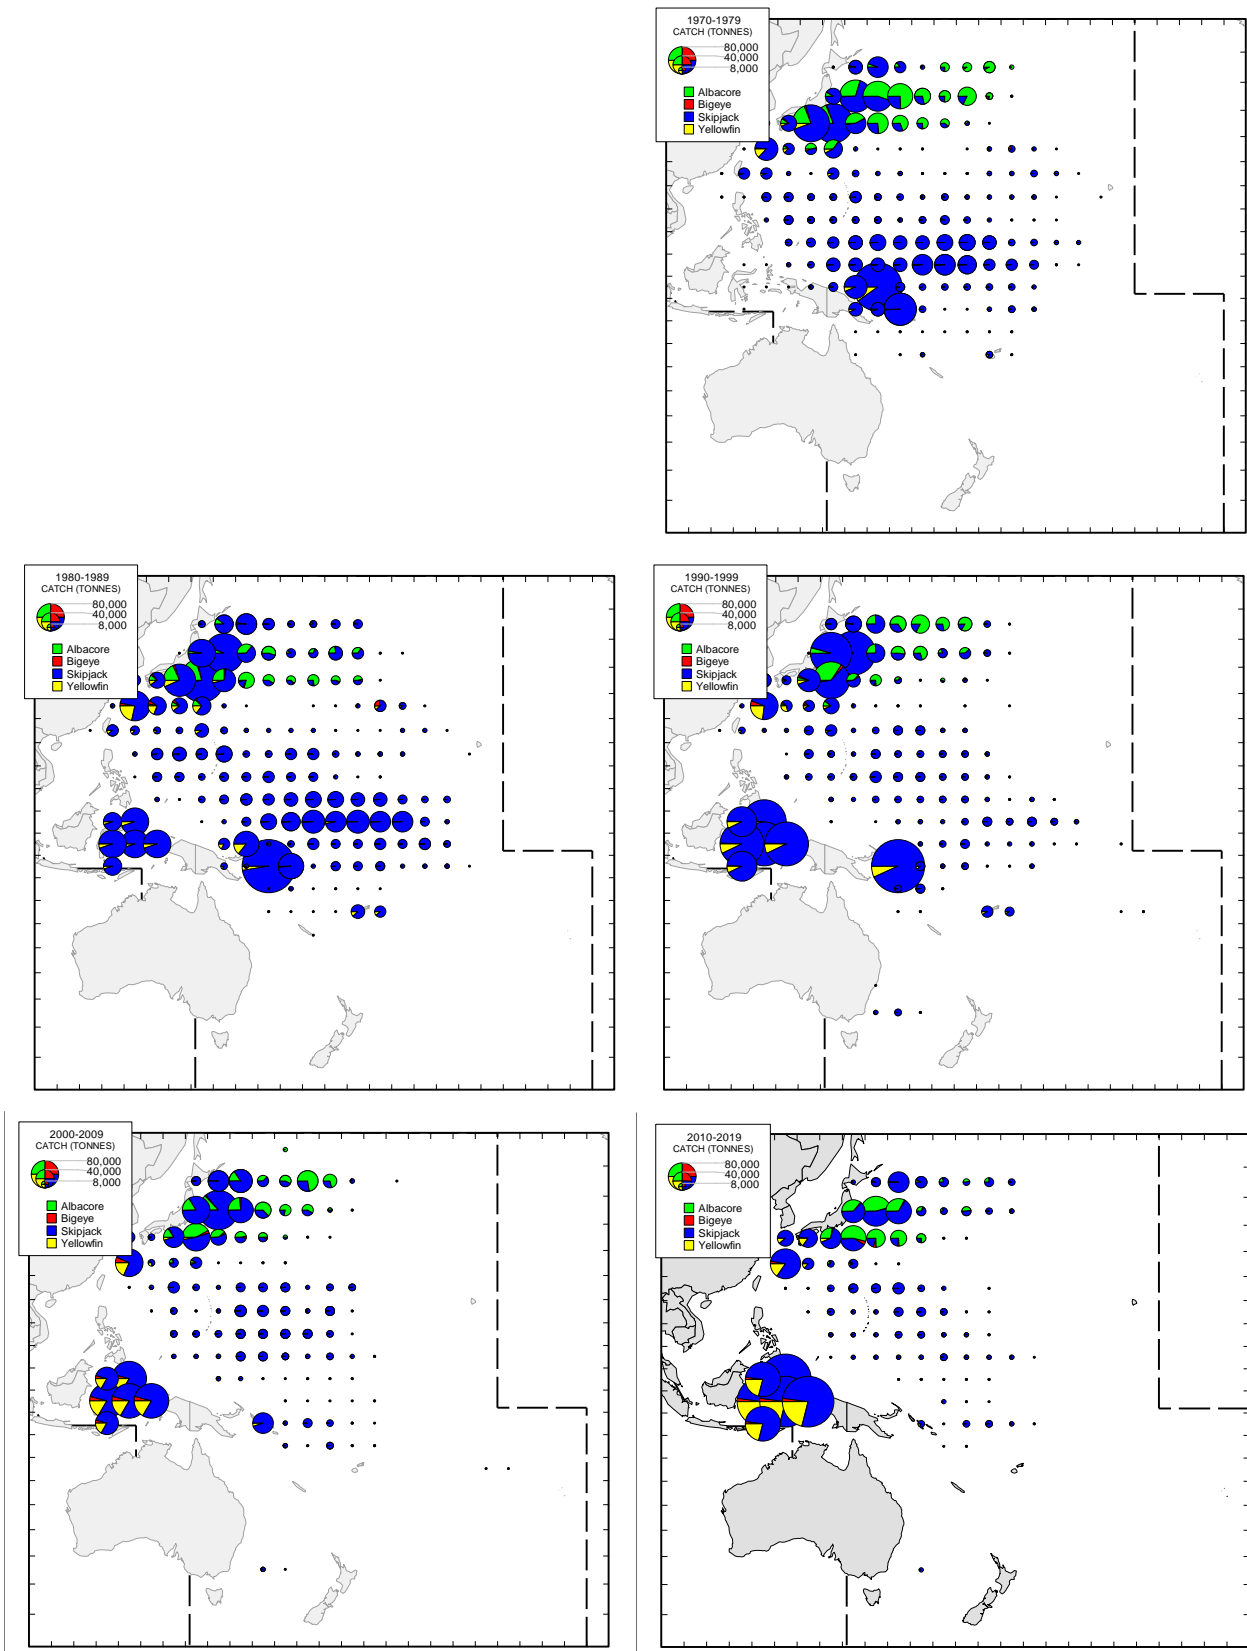 1970-1979
CATCH (TONNES)
80,000
40,000
8,000
Albacore
Bigeye
Skipjack
Yellowfin
1980-1989
CATCH (TONNES)
80,000
40,000
8,000
Albacore
Bigeye
Skipjack
Yellowfin
1990-1999
CATCH (TONNES)
80,000
40,000
8,000
Albacore
Bigeye
Skipjack
Yellowfin
2000-2009
CATCH (TONNES)
80,000
40,000
8,000
Albacore
Bigeye
Skipjack
Yellowfin
2010-2019
CATCH (TONNES)
80,000
40,000
8,000
Albacore
Bigeye
Skipjack
Yellowfin